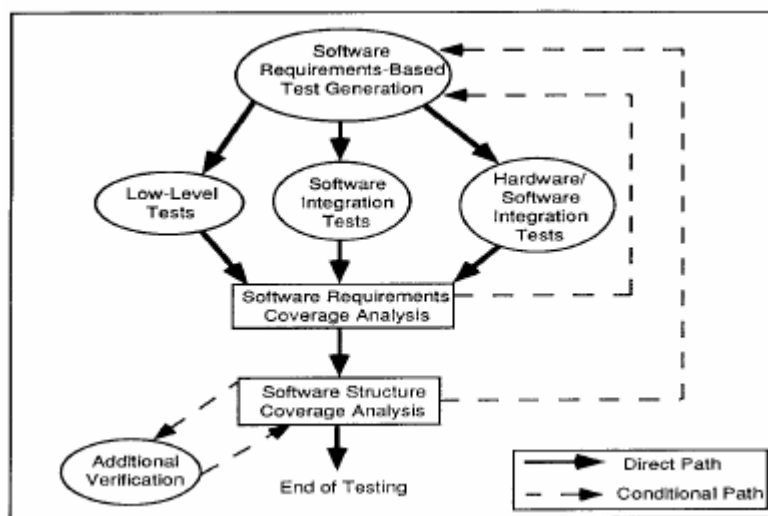 Software
Requirements-Based
Test Generation
Low-Level
Tests
Software
Integration
Tests
Hardware/
Software
Integration
Tests
Software Requirements
Coverage Analysis
Software Structure
Coverage Analysis
Additional
Verification
End of Testing
Direct Path
Conditional Path